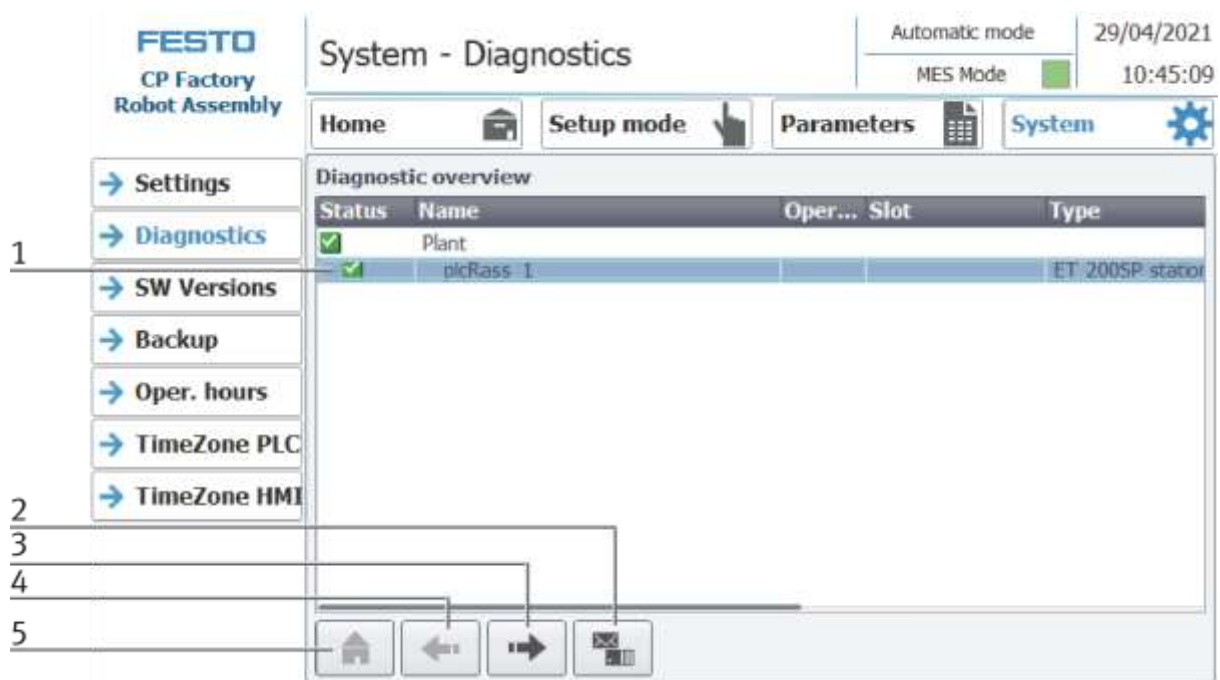 FESTO
CP Factory
Robot Assembly
System - Diagnostics
Automatic mode
MES Mode
29/04/2021
10:45:09
Home
Setup mode
Parameters
System
Settings
Diagnostics
SW Versions
Backup
Oper. hours
TimeZone PLC
TimeZone HMI
Diagnostic overview
Status Name Oper... Slot Type
Plant
plcRass 1 ET 200SP station
1
2
3
4
5